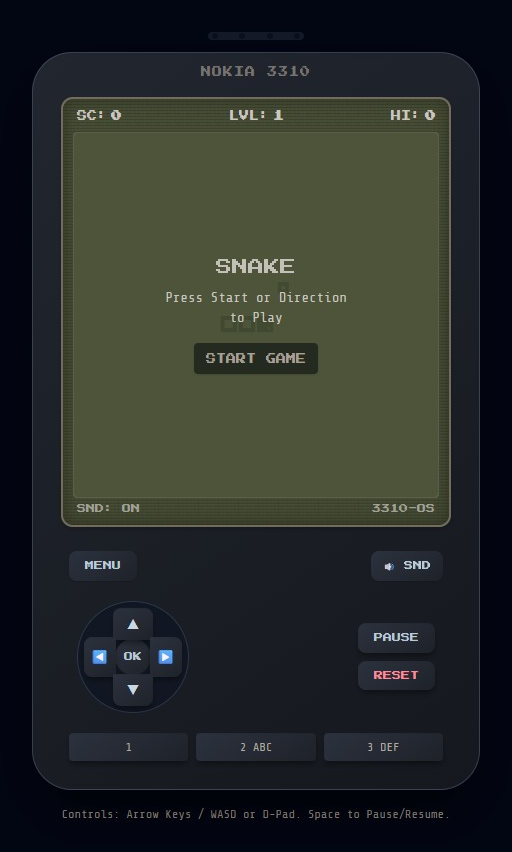 NOKIA 3310
SC: 0 LVL: 1 HI: 0
SNAKE
Press Start or Direction
to Play
START GAME
SND: ON 3310-OS
MENU SND
OK
PAUSE
RESET
1 2 ABC 3 DEF
Controls: Arrow Keys / WASD or D-Pad. Space to Pause/Resume.